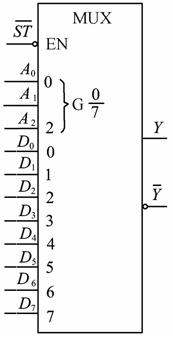 MUX
S̅T̅
EN
A₀
0
A₁
G 0/7
A₂
2
D₀
0
Y
D₁
1
D₂
2
Y̅
D₃
3
D₄
4
D₅
5
D₆
6
D₇
7